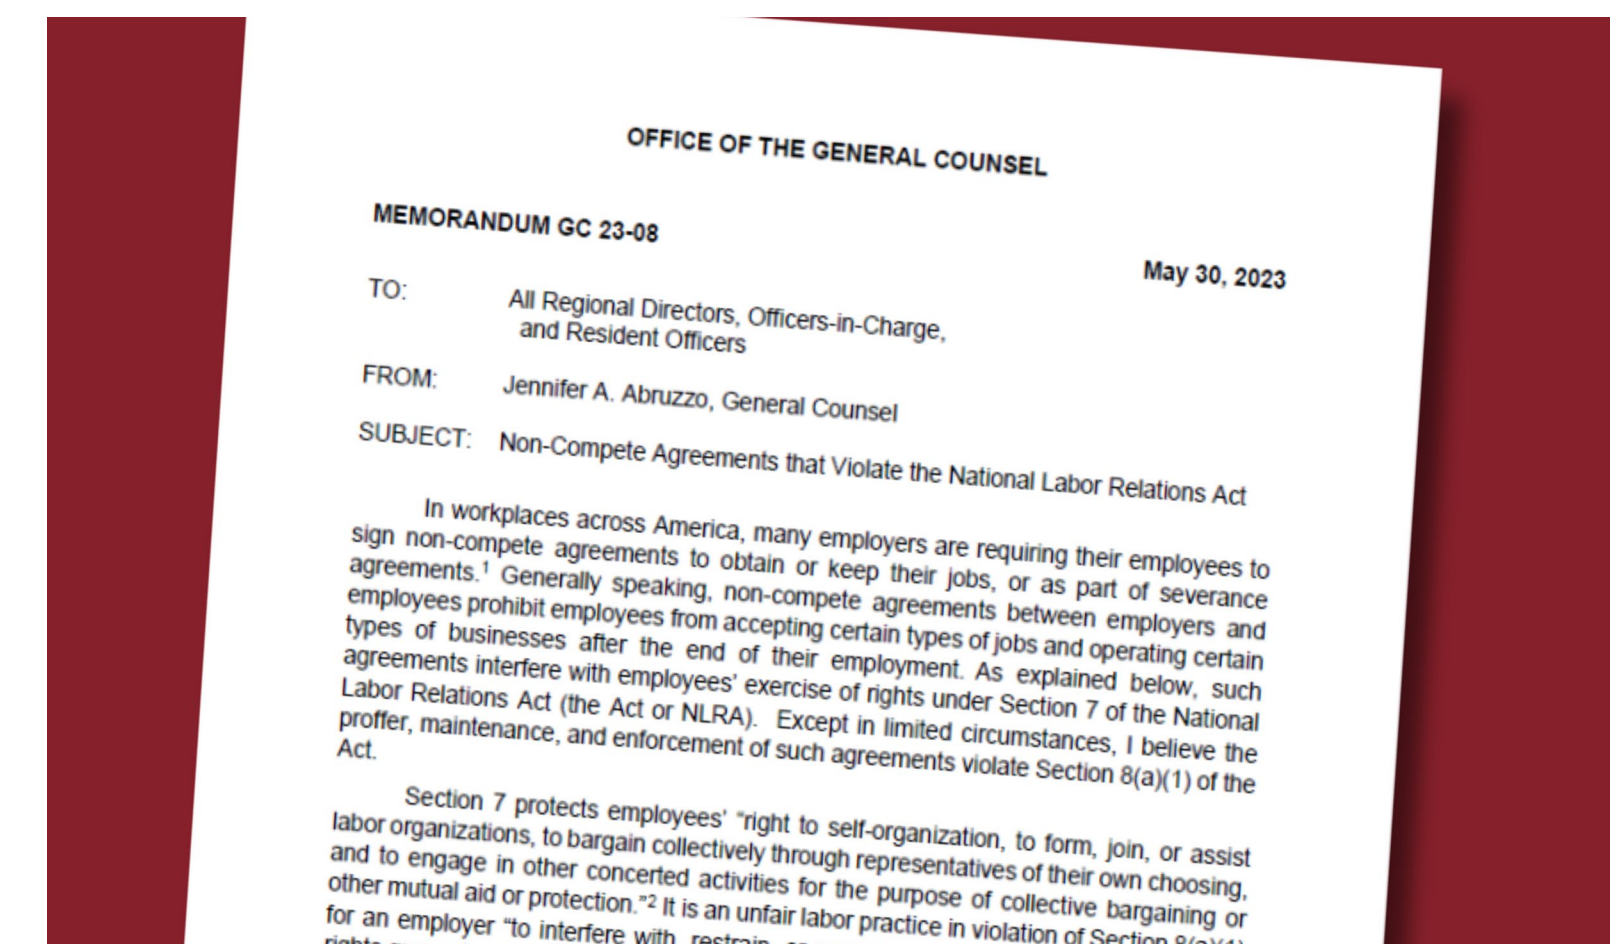 OFFICE OF THE GENERAL COUNSEL
MEMORANDUM GC 23-08
May 30, 2023
TO: All Regional Directors, Officers-in-Charge,
and Resident Officers
FROM: Jennifer A. Abruzzo, General Counsel
SUBJECT: Non-Compete Agreements that Violate the National Labor Relations Act
In workplaces across America, many employers are requiring their employees to
sign non-compete agreements to obtain or keep their jobs, or as part of severance
agreements.¹ Generally speaking, non-compete agreements between employers and
employees prohibit employees from accepting certain types of jobs and operating certain
types of businesses after the end of their employment. As explained below, such
agreements interfere with employees’ exercise of rights under Section 7 of the National
Labor Relations Act (the Act or NLRA). Except in limited circumstances, I believe the
proffer, maintenance, and enforcement of such agreements violate Section 8(a)(1) of the
Act.
Section 7 protects employees’ “right to self-organization, to form, join, or assist
labor organizations, to bargain collectively through representatives of their own choosing,
and to engage in other concerted activities for the purpose of collective bargaining or
other mutual aid or protection.”² It is an unfair labor practice in violation of Section 8(a)(1)
for an employer “to interfere with, restrain,